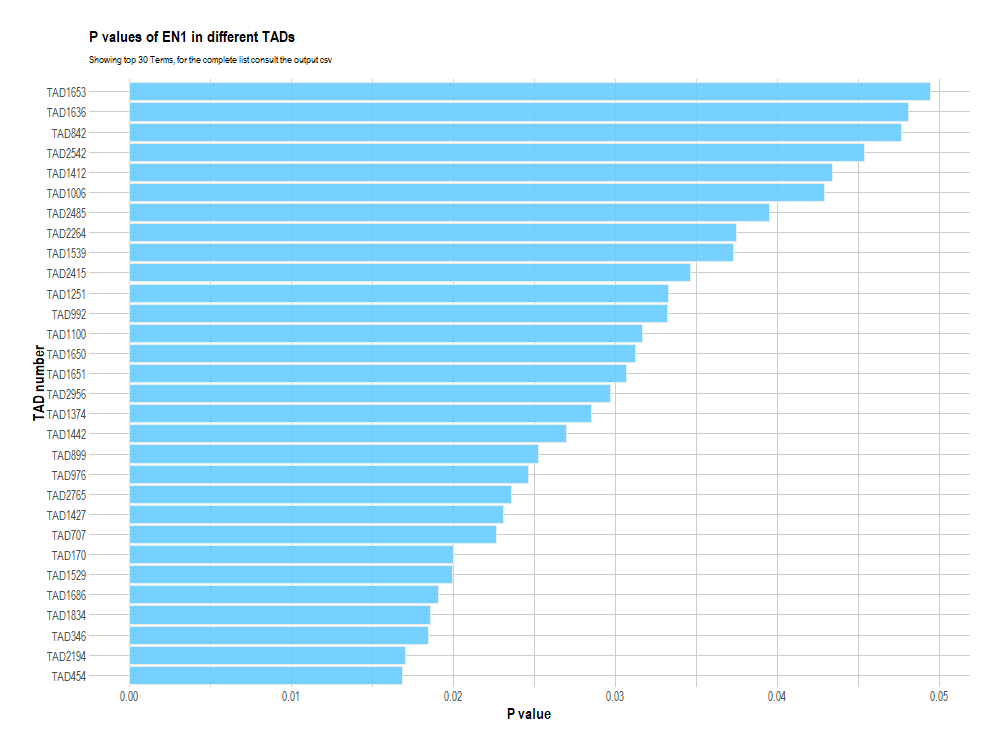 P values of EN1 in different TADs
Showing top 30 Terms, for the complete list consult the output csv
TAD number
TAD1653
TAD1636
TAD842
TAD2542
TAD1412
TAD1006
TAD2485
TAD2264
TAD1539
TAD2415
TAD1251
TAD992
TAD1100
TAD1650
TAD1651
TAD2956
TAD1374
TAD1442
TAD899
TAD976
TAD2765
TAD1427
TAD707
TAD170
TAD1529
TAD1686
TAD1834
TAD346
TAD2194
TAD454
0.00 0.01 0.02 0.03 0.04 0.05
P value